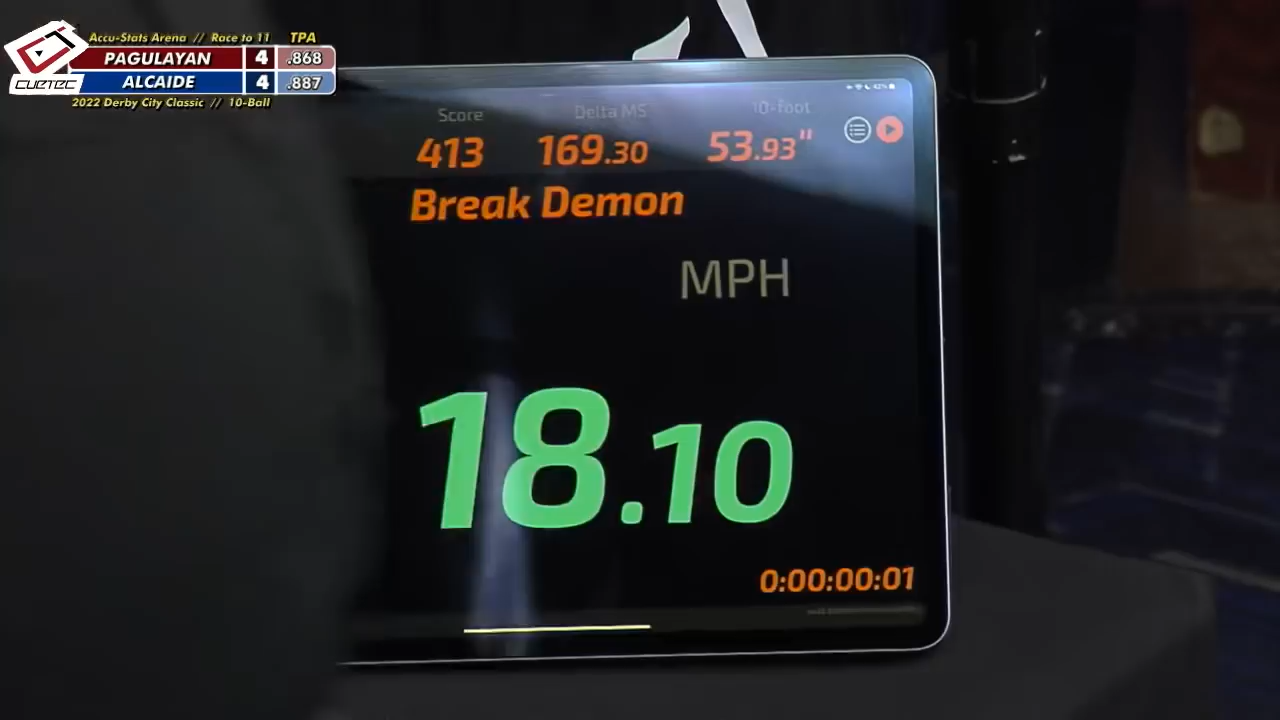 Accu-Stats Arena // Race to 11 TPA
PAGULAYAN 4 .868
ALCAIDE 4 .887
CUETEC
2022 Derby City Classic // 10-Ball
42%
Score Delta MS 10-foot
413 169.30 53.93"
Break Demon
MPH
18.10
0:00:00:01